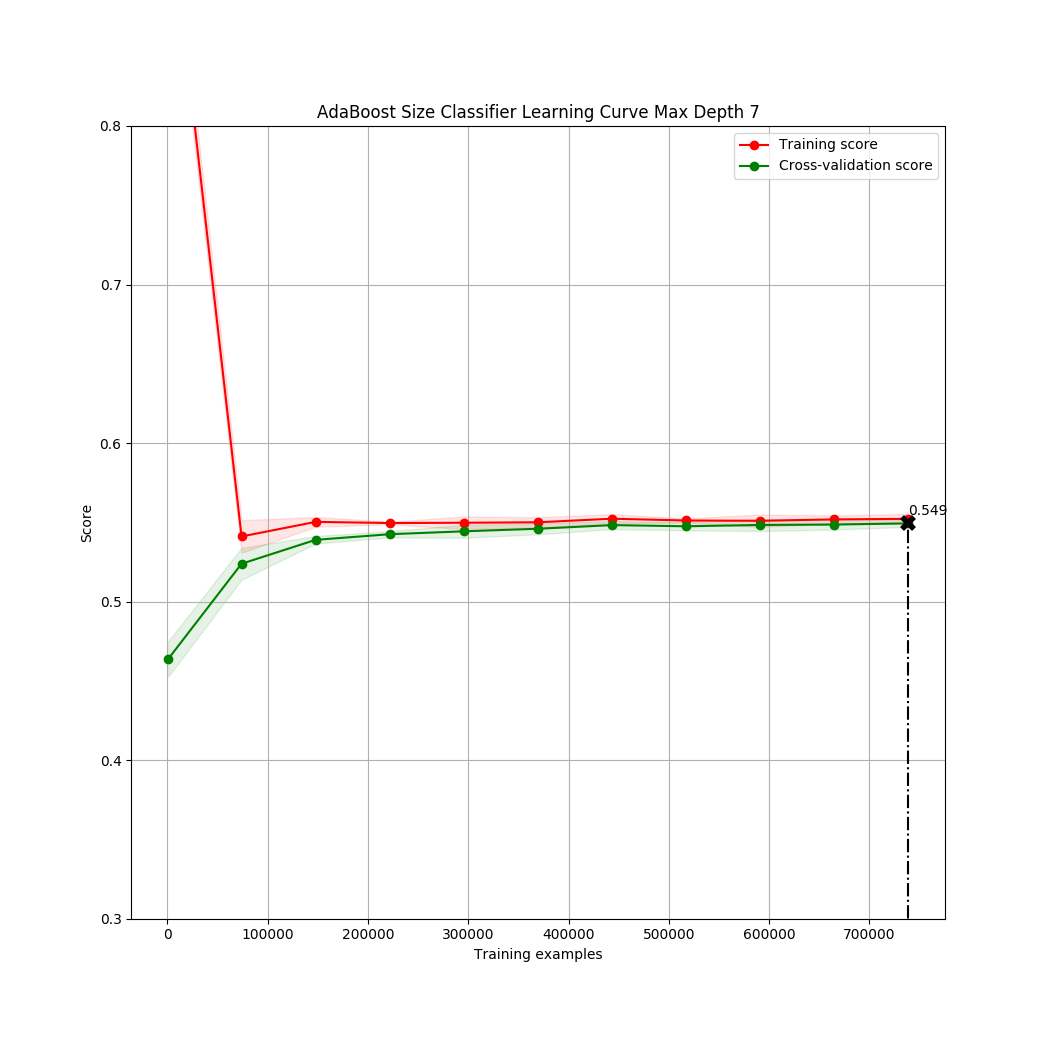 AdaBoost Size Classifier Learning Curve Max Depth 7
Training score
Cross-validation score
0.8
0.7
0.6
0.5
0.4
0.3
Score
0.549
0 100000 200000 300000 400000 500000 600000 700000
Training examples